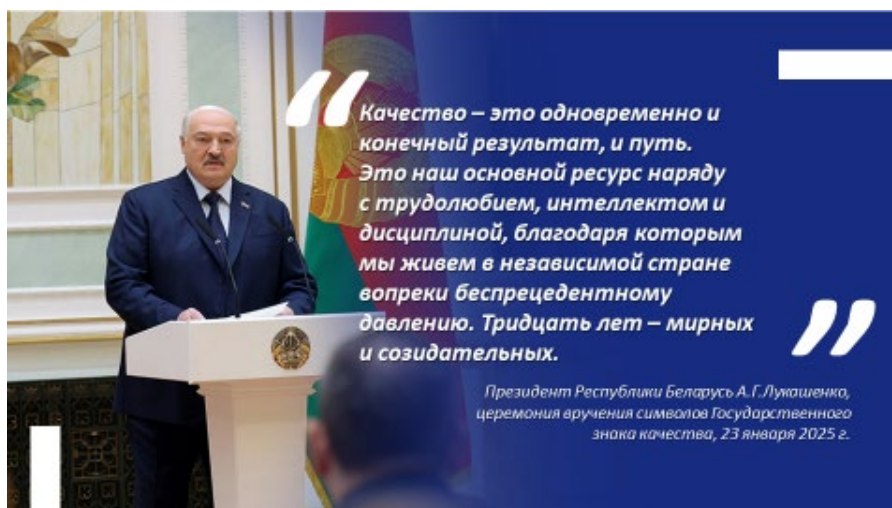 “
Качество – это одновременно и
конечный результат, и путь.
Это наш основной ресурс наряду
с трудолюбием, интеллектом и
дисциплиной, благодаря которым
мы живем в независимой стране
вопреки беспрецедентному
давлению. Тридцать лет – мирных
и созидательных.
”
Президент Республики Беларусь А.Г.Лукашенко,
церемония вручения символов Государственного
знака качества, 23 января 2025 г.